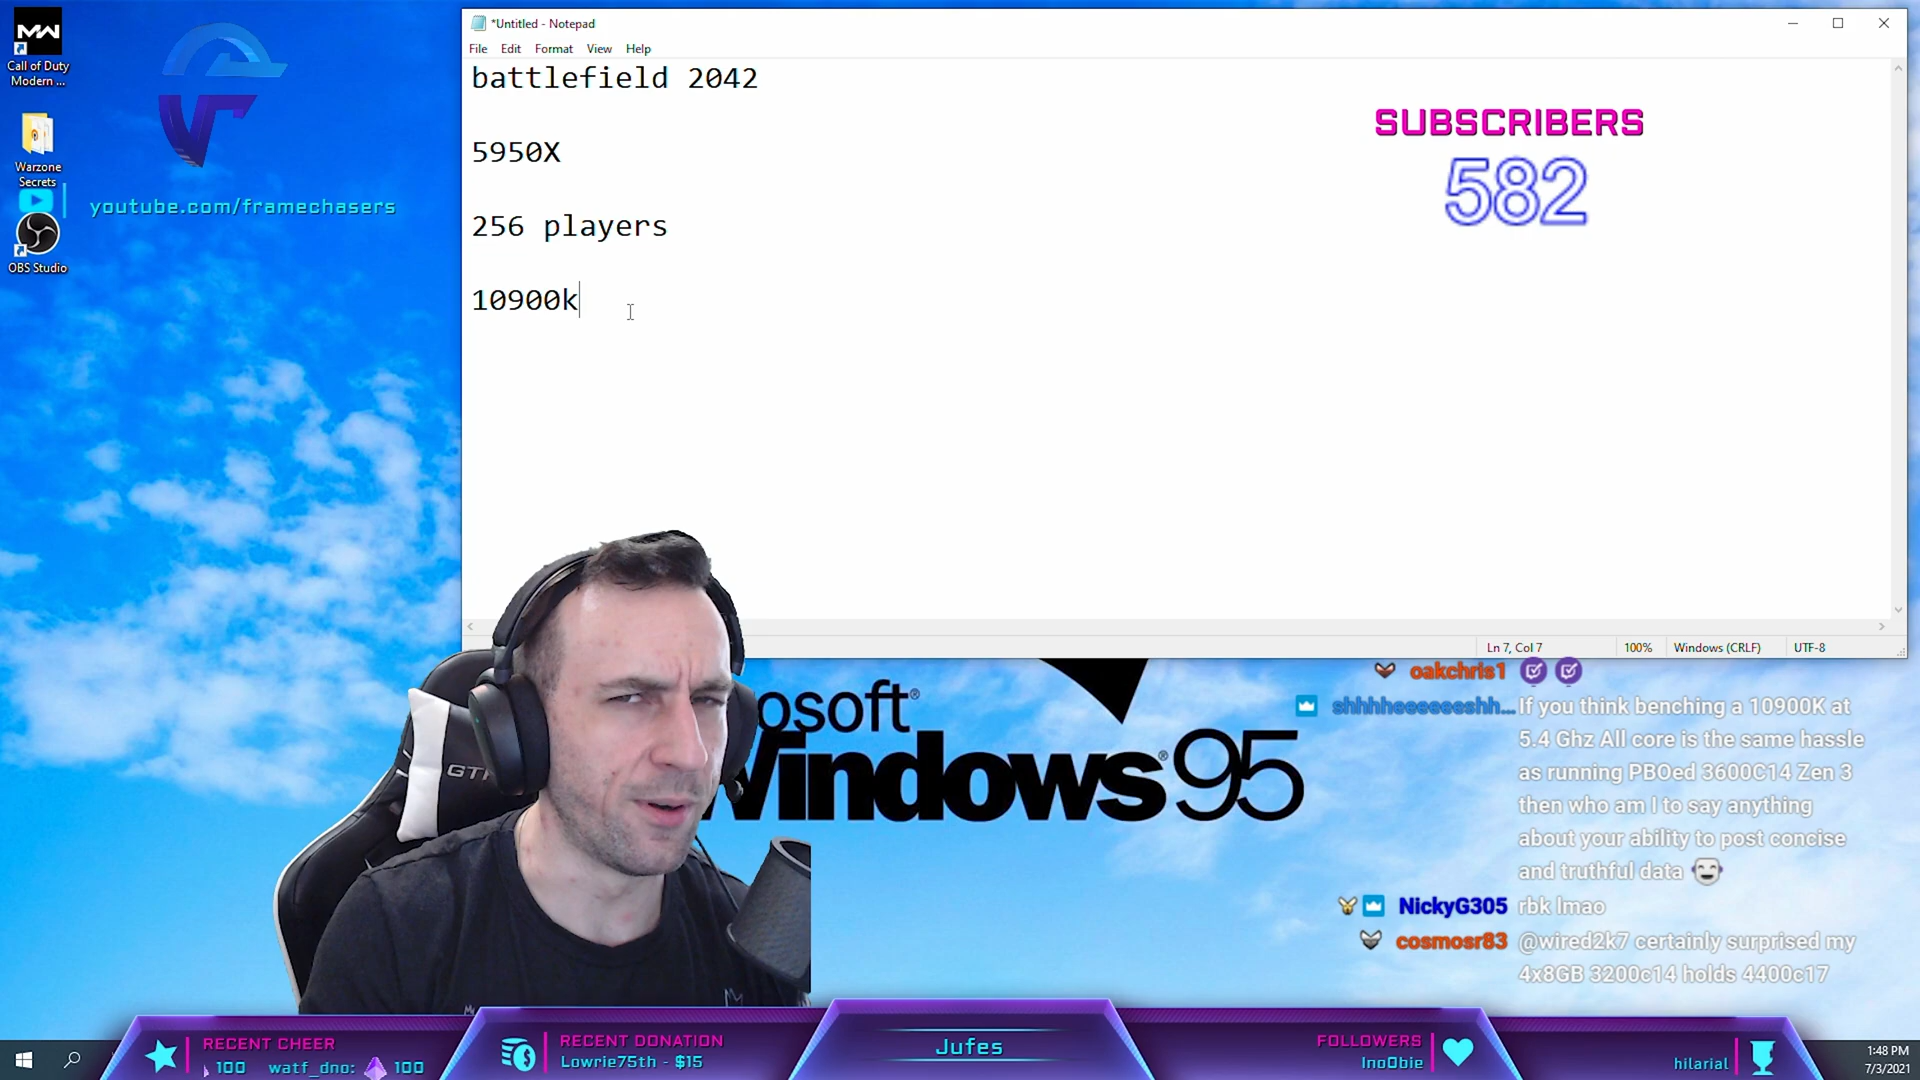 *Untitled - Notepad
File Edit Format View Help
battlefield 2042
5950X
256 players
10900k
Ln 7, Col 7
100%
Windows (CRLF)
UTF-8
Call of Duty
Modern ...
Warzone
Secrets
OBS Studio
youtube.com/framechasers
SUBSCRIBERS
582
osoft®
Windows®95
GT
oakchris1
shhhheeeeeeshh... If you think benching a 10900K at
5.4 Ghz All core is the same hassle
as running PBOed 3600C14 Zen 3
then who am I to say anything
about your ability to post concise
and truthful data
NickyG305 rbk lmao
cosmosr83 @wired2k7 certainly surprised my
4x8GB 3200c14 holds 4400c17
RECENT CHEER
100 watf_dno: 100
RECENT DONATION
Lowrie75th - $15
Jufes
FOLLOWERS
Ino0bie
hilarial
1:48 PM
7/3/2021